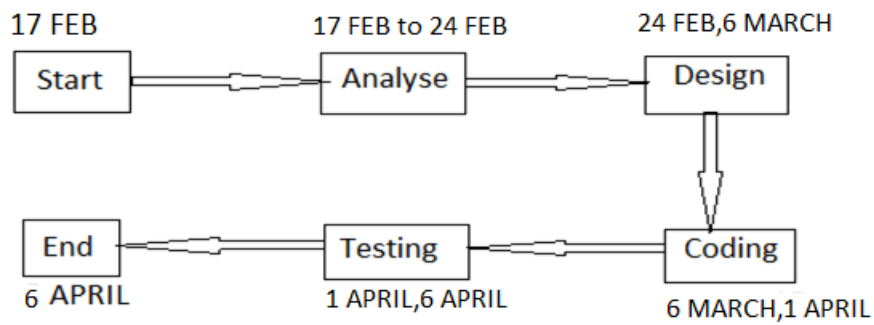 17 FEB
17 FEB to 24 FEB
24 FEB,6 MARCH
Start
Analyse
Design
End
Testing
Coding
6 APRIL
1 APRIL,6 APRIL
6 MARCH,1 APRIL